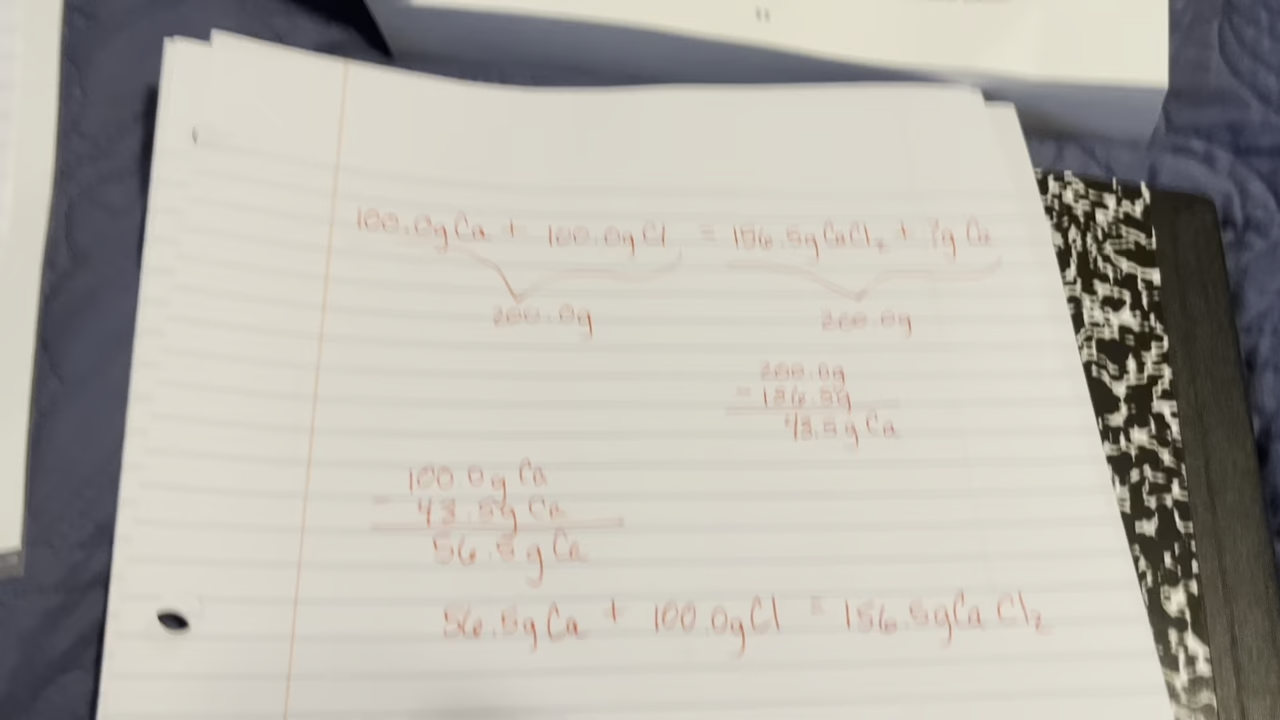 100.0g Ca + 100.0g Cl = 156.5g CaCl₂ + ?g Ca
200.0g 200.0g
200.0g
- 156.5g
43.5g Ca
100.0g Ca
- 43.5g Ca
56.5g Ca
56.5g Ca + 100.0g Cl = 156.5g CaCl₂